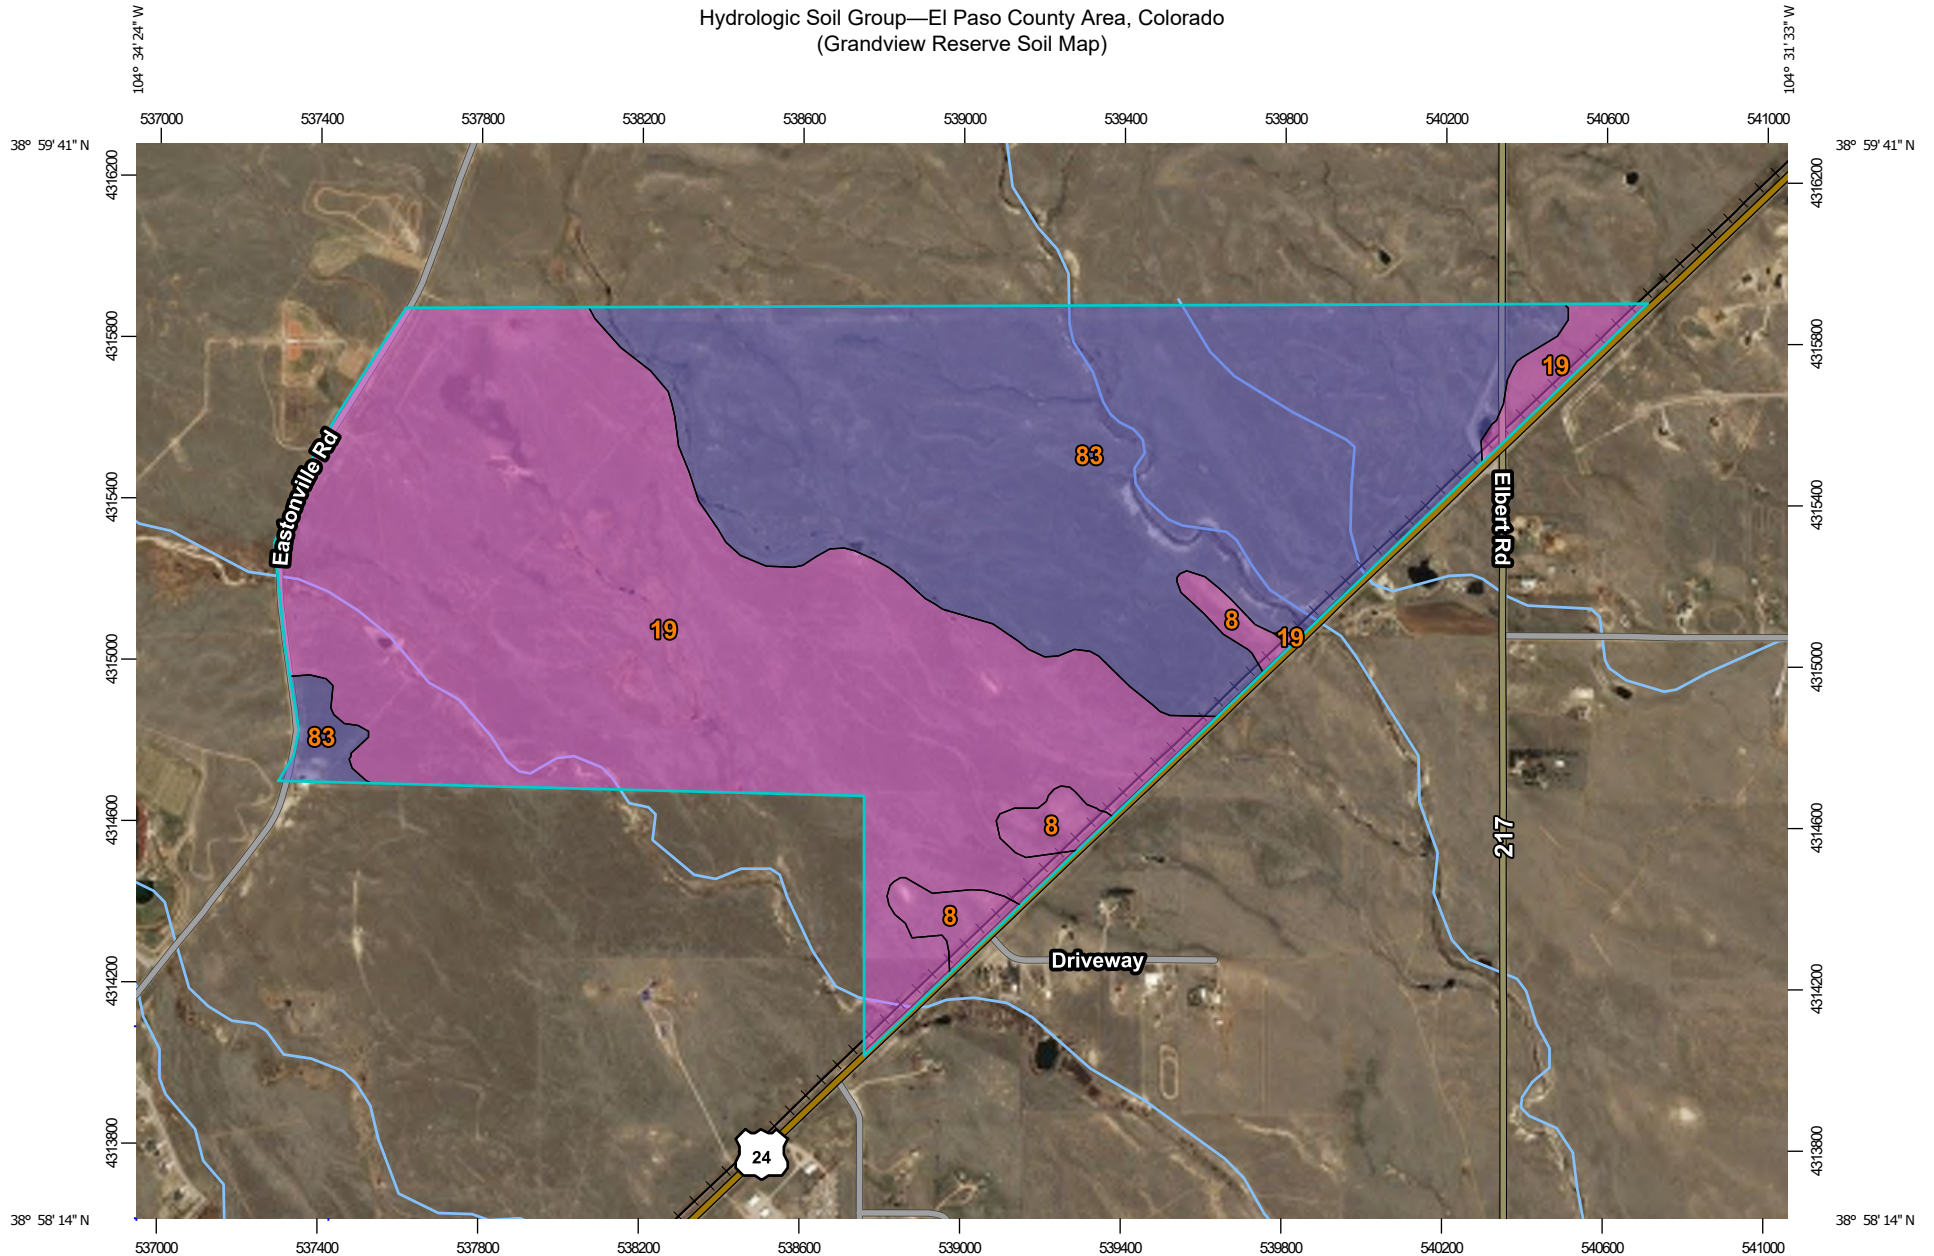 Hydrologic Soil Group—El Paso County Area, Colorado
(Grandview Reserve Soil Map)
104° 34' 24'' W
104° 31' 33'' W
537000 537400 537800 538200 538600 539000 539400 539800 540200 540600 541000
38° 59' 41'' N
38° 59' 41'' N
4316200
4316200
4315800
4315800
19
Eastonville Rd
83
4315400
4315400
Elbert Rd
8
19
19
4315000
4315000
83
8
4314600
4314600
217
8
Driveway
4314200
4314200
24
4313800
4313800
38° 58' 14'' N
38° 58' 14'' N
537000 537400 537800 538200 538600 539000 539400 539800 540200 540600 541000